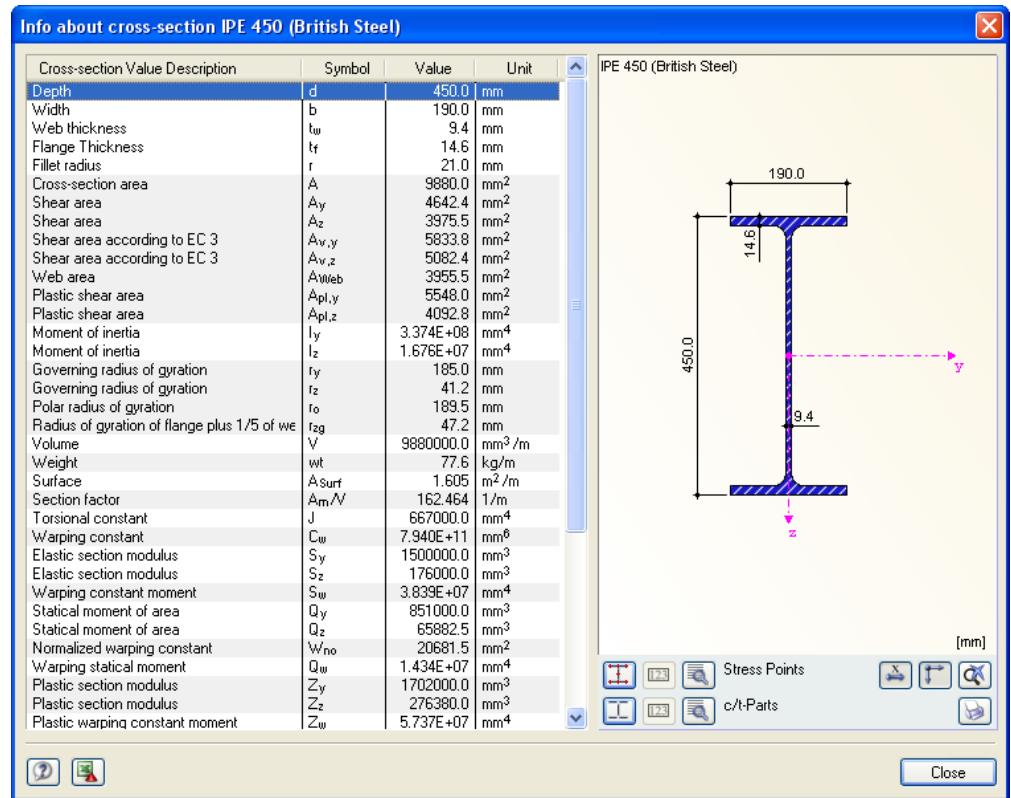 Info about cross-section IPE 450 (British Steel)
Cross-section Value Description Symbol Value Unit
Depth d 450.0 mm
Width b 190.0 mm
Web thickness tw 9.4 mm
Flange Thickness tf 14.6 mm
Fillet radius r 21.0 mm
Cross-section area A 9880.0 mm2
Shear area Ay 4642.4 mm2
Shear area Az 3975.5 mm2
Shear area according to EC 3 Av,y 5833.8 mm2
Shear area according to EC 3 Av,z 5082.4 mm2
Web area AWeb 3955.5 mm2
Plastic shear area Apl,y 5548.0 mm2
Plastic shear area Apl,z 4092.8 mm2
Moment of inertia Iy 3.374E+08 mm4
Moment of inertia Iz 1.676E+07 mm4
Governing radius of gyration ry 185.0 mm
Governing radius of gyration rz 41.2 mm
Polar radius of gyration ro 189.5 mm
Radius of gyration of flange plus 1/5 of we rzg 47.2 mm
Volume V 9880000.0 mm3/m
Weight wt 77.6 kg/m
Surface ASurf 1.605 m2/m
Section factor Am/V 162.464 1/m
Torsional constant J 667000.0 mm4
Warping constant Cw 7.940E+11 mm6
Elastic section modulus Sy 1500000.0 mm3
Elastic section modulus Sz 176000.0 mm3
Warping constant moment Sw 3.839E+07 mm4
Statical moment of area Qy 851000.0 mm3
Statical moment of area Qz 65882.5 mm3
Normalized warping constant Wno 20681.5 mm2
Warping statical moment Qw 1.434E+07 mm4
Plastic section modulus Zy 1702000.0 mm3
Plastic section modulus Zz 276380.0 mm3
Plastic warping constant moment Zw 5.737E+07 mm4
IPE 450 (British Steel)
190.0
14.6
450.0
y
9.4
z
[mm]
123 Stress Points x
123 c/t-Parts
? Close